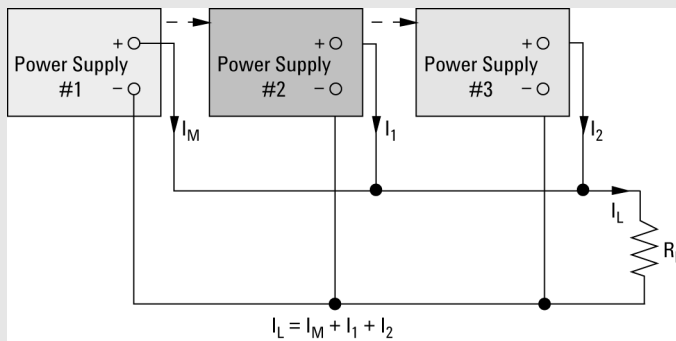 Power Supply
#1
+
−
Power Supply
#2
+
−
Power Supply
#3
+
−
− −
− −
I_M
I_1
I_2
I_L
I_L = I_M + I_1 + I_2